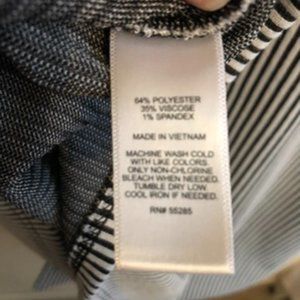 64% POLYESTER
35% VISCOSE
1% SPANDEX
MADE IN VIETNAM
MACHINE WASH COLD
WITH LIKE COLORS.
ONLY NON-CHLORINE
BLEACH WHEN NEEDED.
TUMBLE DRY LOW.
COOL IRON IF NEEDED.
RN# 55285